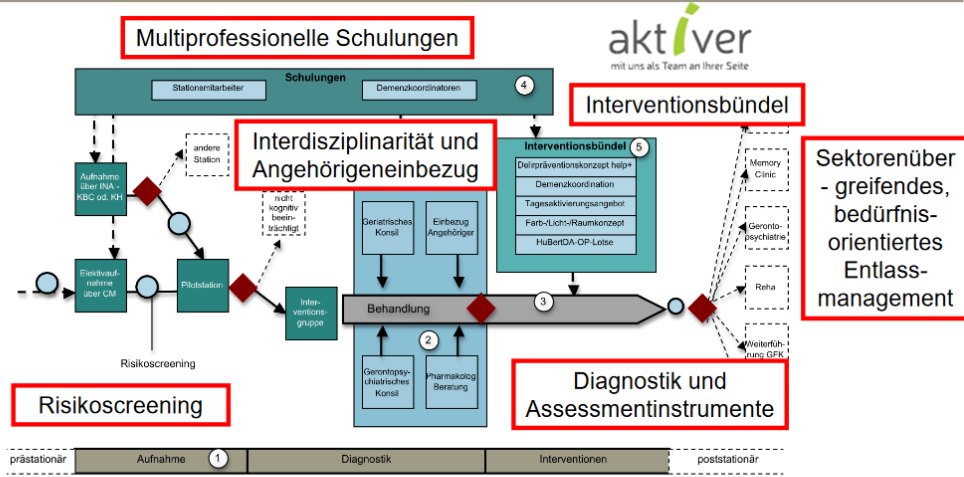 Multiprofessionelle Schulungen
aktiver
mit uns als Team an Ihrer Seite
Schulungen
Stationsmitarbeiter
Demenzkoordinatoren
4
Interventionsbündel
Interdisziplinarität und
Angehörigeneinbezug
andere
Station
Aufnahme
über INA -
KBC od. KH
nicht
kognitiv
beein-
trächtigt
Geriatrisches
Konsil
Einbezug
Angehöriger
Interventionsbündel
5
Delirpräventionskonzept help+
Demenzkoordination
Tagesaktivierungsangebot
Farb-/Licht-/Raumkonzept
HuBertDA-OP-Lotse
Memory
Clinic
Geronto-
psychiatrie
Reha
Weiterfüh-
rung GFK
Sektorenüber
- greifendes,
bedürfnis-
orientiertes
Entlass-
management
Elektivauf-
nahme
über CM
Pilotstation
Inter-
ventions-
gruppe
Behandlung
3
2
Risikoscreening
Gerontopsy-
chiatrisches
Konsil
Pharmakolog
Beratung
Risikoscreening
Diagnostik und
Assessmentinstrumente
prästationär
Aufnahme
1
Diagnostik
Interventionen
poststationär